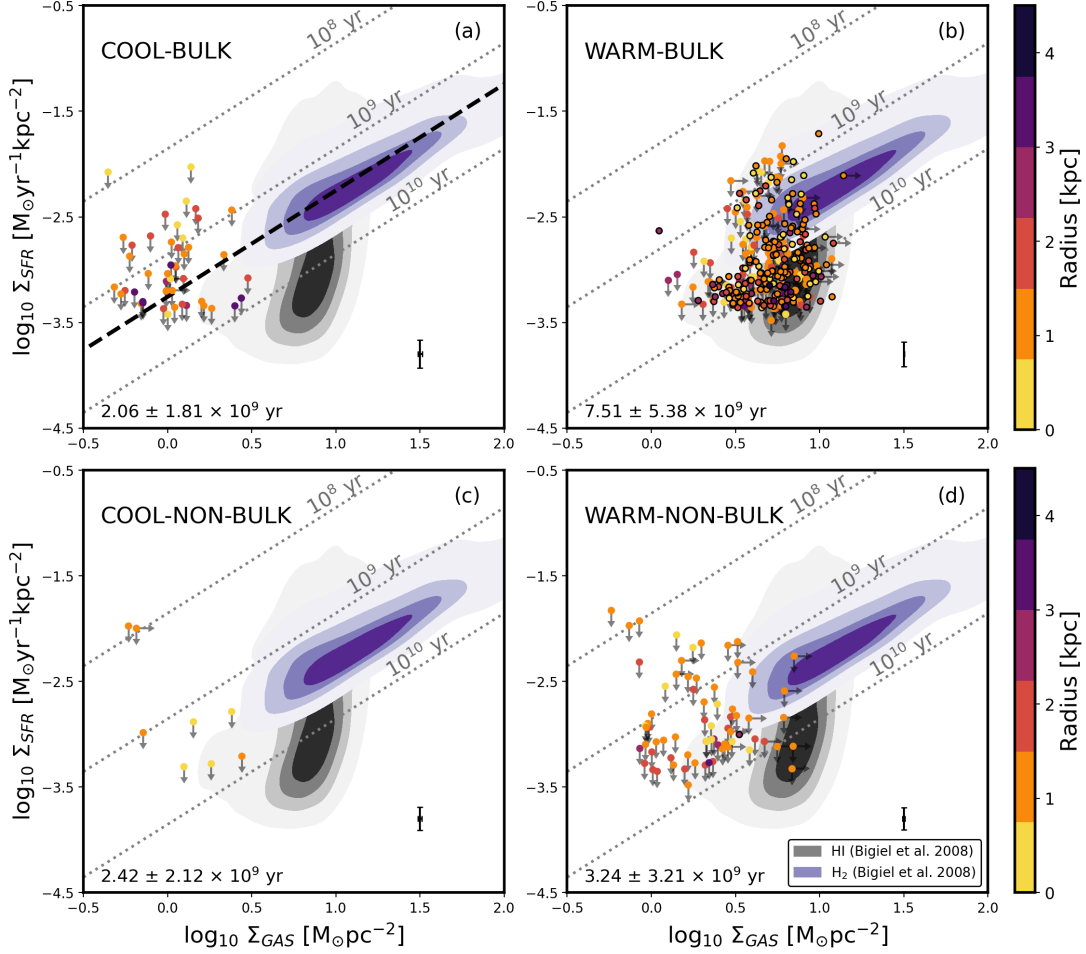 (a)
COOL-BULK
10⁸ yr
10⁹ yr
10¹⁰ yr
2.06 ± 1.81 × 10⁹ yr
−0.5
−1.5
−2.5
−3.5
−4.5
log₁₀ Σ_SFR [M⊙yr⁻¹kpc⁻²]
−0.5 0.0 0.5 1.0 1.5 2.0
(b)
WARM-BULK
10⁸ yr
10⁹ yr
10¹⁰ yr
7.51 ± 5.38 × 10⁹ yr
−0.5 0.0 0.5 1.0 1.5 2.0
4
3
2
1
0
Radius [kpc]
(c)
COOL-NON-BULK
10⁸ yr
10⁹ yr
10¹⁰ yr
2.42 ± 2.12 × 10⁹ yr
−0.5
−1.5
−2.5
−3.5
−4.5
log₁₀ Σ_SFR [M⊙yr⁻¹kpc⁻²]
−0.5 0.0 0.5 1.0 1.5 2.0
log₁₀ Σ_GAS [M⊙pc⁻²]
(d)
WARM-NON-BULK
10⁸ yr
10⁹ yr
10¹⁰ yr
3.24 ± 3.21 × 10⁹ yr
HI (Bigiel et al. 2008)
H₂ (Bigiel et al. 2008)
−0.5 0.0 0.5 1.0 1.5 2.0
log₁₀ Σ_GAS [M⊙pc⁻²]
4
3
2
1
0
Radius [kpc]